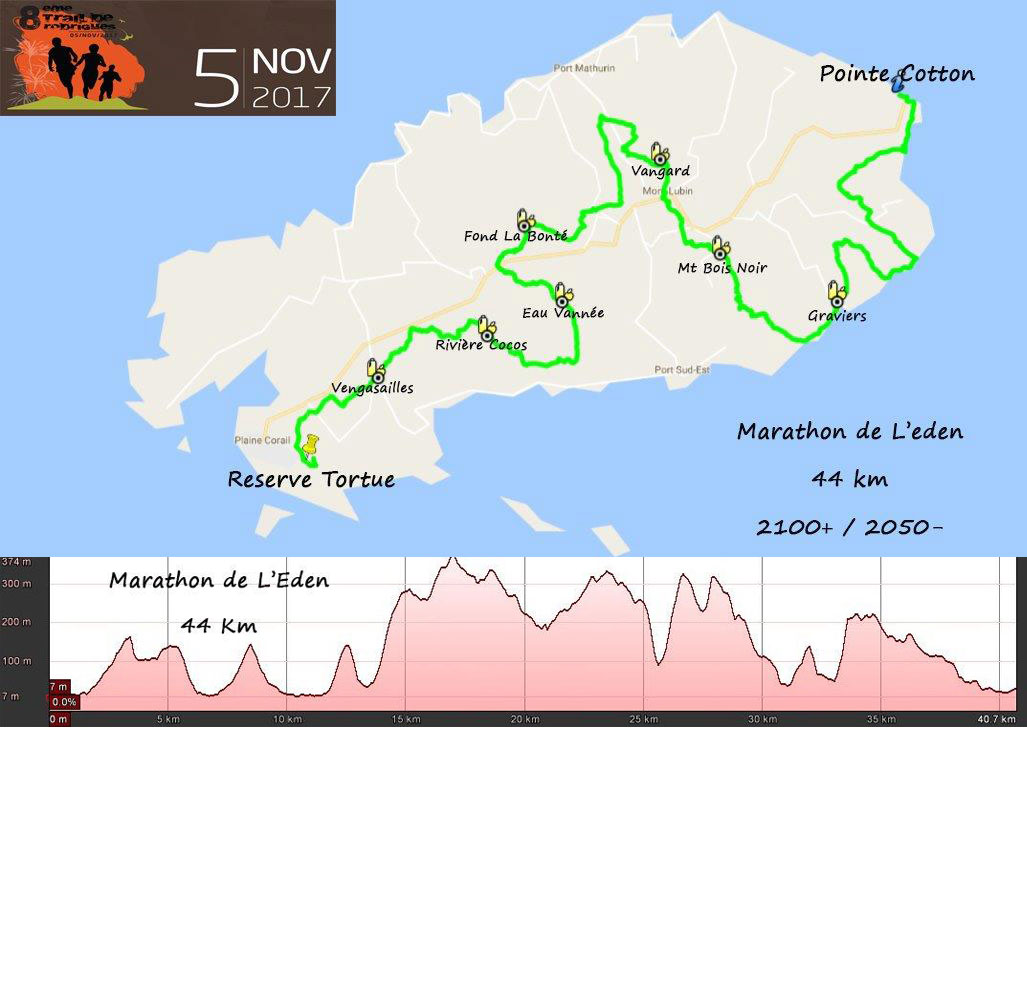 8 ème
Trail De
rodrigues
05/NOV/2017
5 NOV
2017
Port Mathurin
Pointe Cotton
Vangard
Mont Lubin
Fond La Bonté
Mt Bois Noir
Eau Vannée
Graviers
Rivière Cocos
Port Sud-Est
Vengasailles
Plaine Corail
Reserve Tortue
Marathon de L'eden
44 km
2100+ / 2050-
374 m
300 m
200 m
100 m
7 m
Marathon de L'Eden
44 Km
7 m
0.0%
0 m
5 km
10 km
15 km
20 km
25 km
30 km
35 km
40.7 km